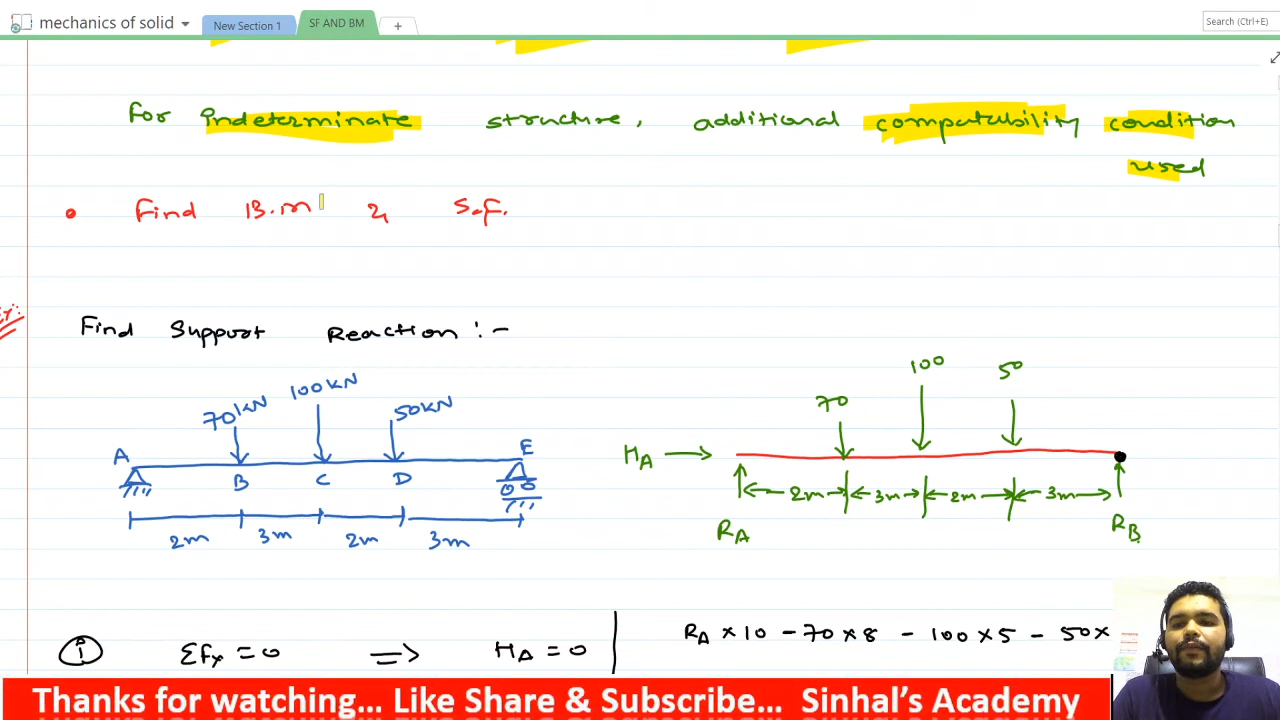 mechanics of solid
New Section 1
SF AND BM
+
Search (Ctrl+E)
For indeterminate structure, additional compatability condition
used
• Find B.m & S.F.
Ex:
Find Support Reaction :-
70kN 100kN 50kN
A B C D E
2m 3m 2m 3m
70 100 50
HA
2m 3m 2m 3m
RA RB
i ΣFx = 0 => HA = 0
RA × 10 - 70 × 8 - 100 × 5 - 50 ×
Thanks for watching... Like Share & Subscribe... Sinhal's Academy